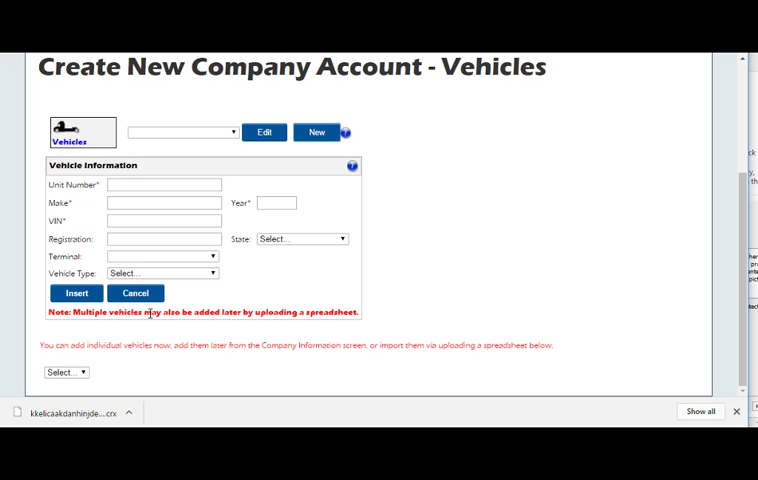 Create New Company Account - Vehicles
Vehicles
Edit
New
?
Vehicle Information
?
Unit Number*
Make*
Year*
VIN*
Registration:
State:
Select...
Terminal:
Vehicle Type:
Select...
Insert
Cancel
Note: Multiple vehicles may also be added later by uploading a spreadsheet.
You can add individual vehicles now, add them later from the Company Information screen, or import them via uploading a spreadsheet below.
Select...
kkelicaakdanhinjde....crx
Show all